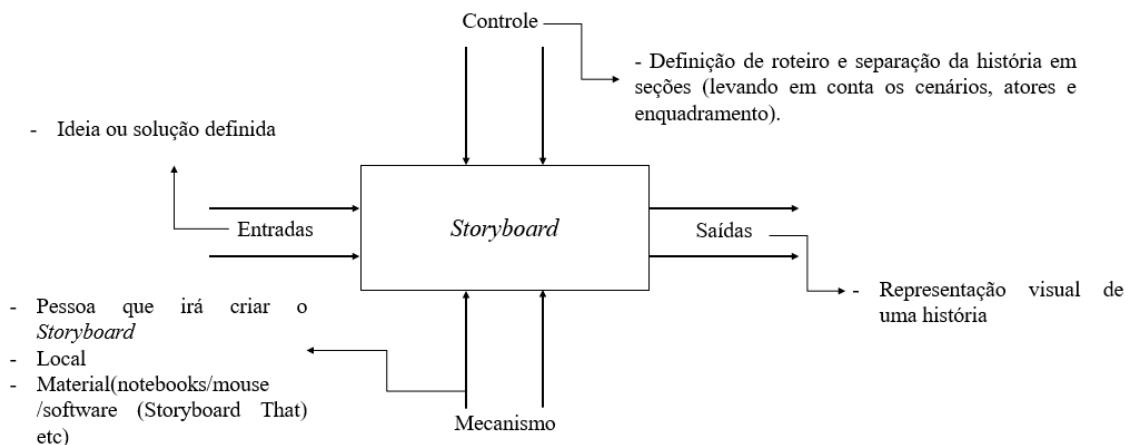 Controle
- Definição de roteiro e separação da história em
seções (levando em conta os cenários, atores e
enquadramento).
- Ideia ou solução definida
Entradas
Storyboard
Saídas
- Representação visual de
uma história
- Pessoa que irá criar o
Storyboard
- Local
- Material(notebooks/mouse
/software (Storyboard That)
etc)
Mecanismo